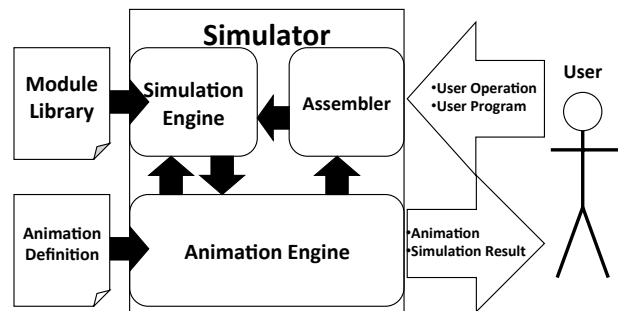 Simulator
Module
Library
Simulation
Engine
Assembler
•User Operation
•User Program
User
Animation
Definition
Animation Engine
•Animation
•Simulation Result